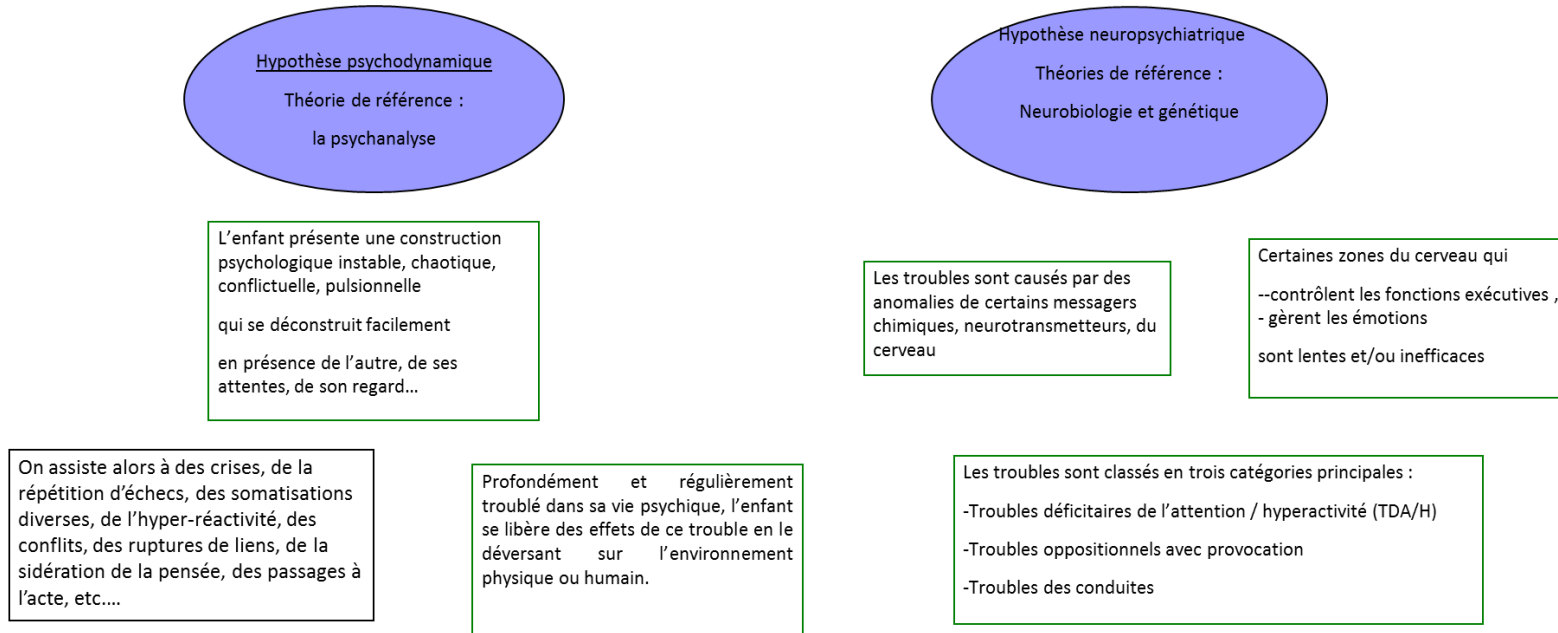 Hypothèse psychodynamique
Théorie de référence :
la psychanalyse
Hypothèse neuropsychiatrique
Théories de référence :
Neurobiologie et génétique
L’enfant présente une construction
psychologique instable, chaotique,
conflictuelle, pulsionnelle
qui se déconstruit facilement
en présence de l’autre, de ses
attentes, de son regard…
Les troubles sont causés par des
anomalies de certains messagers
chimiques, neurotransmetteurs, du
cerveau
Certaines zones du cerveau qui
--contrôlent les fonctions exécutives ,
- gèrent les émotions
sont lentes et/ou inefficaces
On assiste alors à des crises, de la
répétition d’échecs, des somatisations
diverses, de l’hyper-réactivité, des
conflits, des ruptures de liens, de la
sidération de la pensée, des passages à
l’acte, etc.…
Profondément et régulièrement
troublé dans sa vie psychique, l’enfant
se libère des effets de ce trouble en le
déversant sur l’environnement
physique ou humain.
Les troubles sont classés en trois catégories principales :
-Troubles déficitaires de l’attention / hyperactivité (TDA/H)
-Troubles oppositionnels avec provocation
-Troubles des conduites